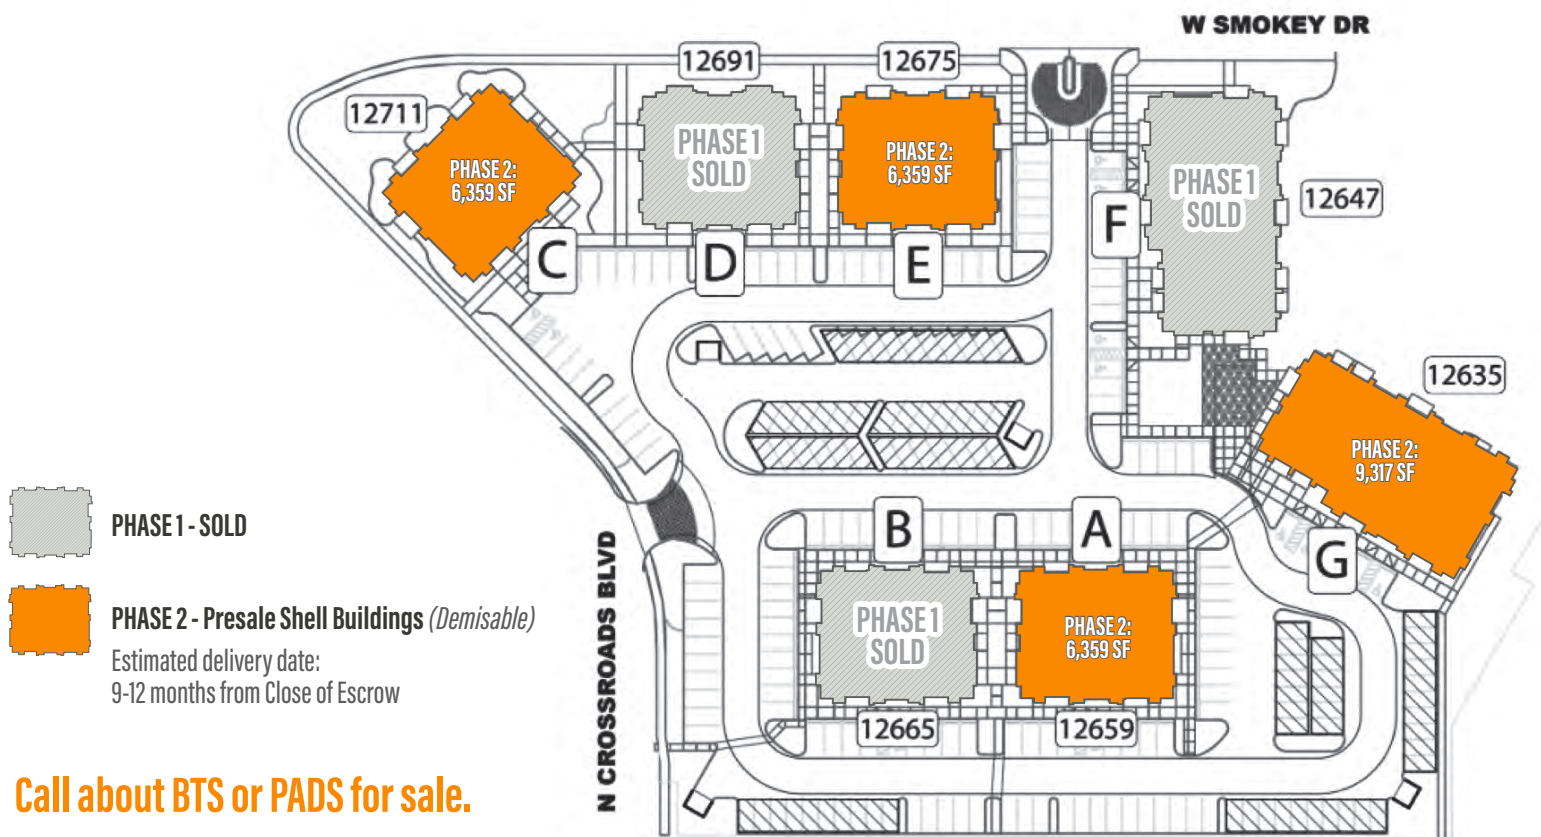 W SMOKEY DR
12691
12675
12711
PHASE 2:
6,359 SF
PHASE 1
SOLD
PHASE 2:
6,359 SF
PHASE 1
SOLD
12647
F
C
D
E
12635
PHASE 2:
9,317 SF
PHASE 1 - SOLD
B
A
G
N CROSSROADS BLVD
PHASE 2 - Presale Shell Buildings (Demisable)
Estimated delivery date:
9-12 months from Close of Escrow
PHASE 1
SOLD
PHASE 2:
6,359 SF
12665
12659
Call about BTS or PADS for sale.